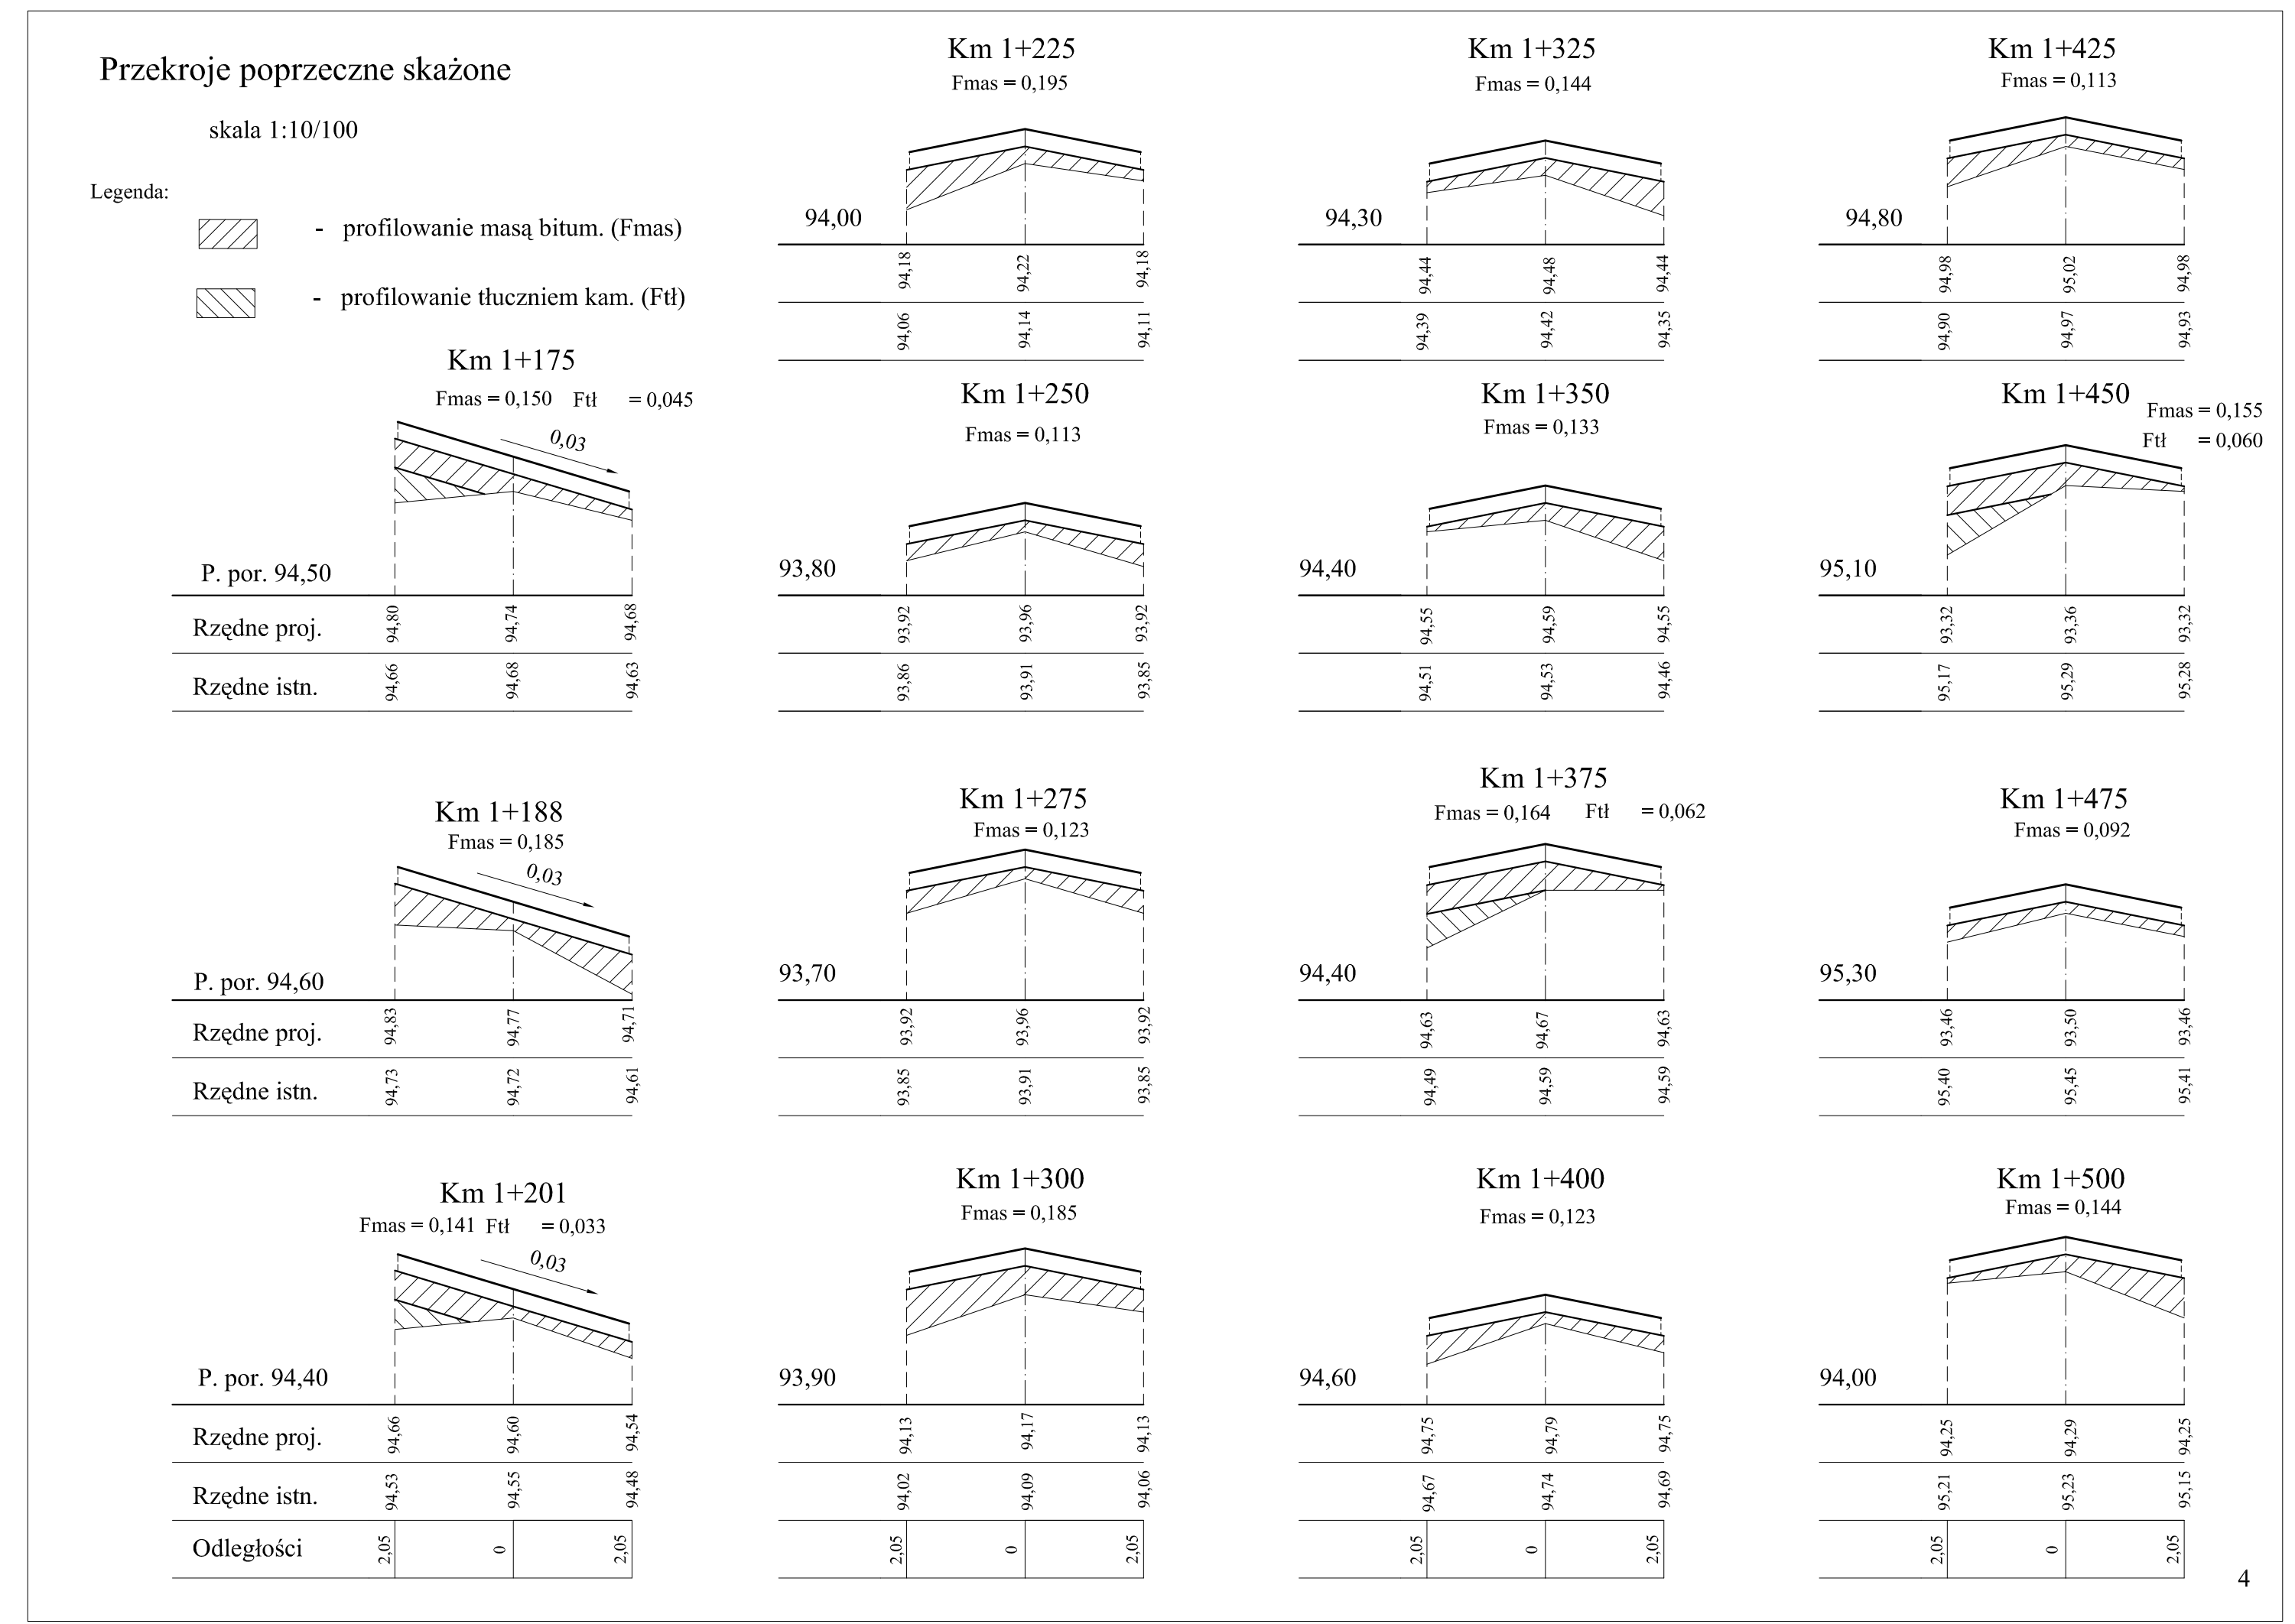 Przekroje poprzeczne skażone
skala 1:10/100
Legenda:
- profilowanie masą bitum. (Fmas)
- profilowanie tłuczniem kam. (Ftł)
Km 1+175
Fmas = 0,150 Ftł = 0,045
0,03
P. por. 94,50
Rzędne proj. 94,80 94,74 94,68
Rzędne istn. 94,66 94,68 94,63
Km 1+188
Fmas = 0,185
0,03
P. por. 94,60
Rzędne proj. 94,83 94,77 94,71
Rzędne istn. 94,73 94,72 94,61
Km 1+201
Fmas = 0,141 Ftł = 0,033
0,03
P. por. 94,40
Rzędne proj. 94,66 94,60 94,54
Rzędne istn. 94,53 94,55 94,48
Odległości 2,05 0 2,05
Km 1+225
Fmas = 0,195
94,00
94,18 94,22 94,18
94,06 94,14 94,11
Km 1+250
Fmas = 0,113
93,80
93,92 93,96 93,92
93,86 93,91 93,85
Km 1+275
Fmas = 0,123
93,70
93,92 93,96 93,92
93,85 93,91 93,85
Km 1+300
Fmas = 0,185
93,90
94,13 94,17 94,13
94,02 94,09 94,06
2,05 0 2,05
Km 1+325
Fmas = 0,144
94,30
94,44 94,48 94,44
94,39 94,42 94,35
Km 1+350
Fmas = 0,133
94,40
94,55 94,59 94,55
94,51 94,53 94,46
Km 1+375
Fmas = 0,164 Ftł = 0,062
94,40
94,63 94,67 94,63
94,49 94,59 94,59
Km 1+400
Fmas = 0,123
94,60
94,75 94,79 94,75
94,67 94,74 94,69
2,05 0 2,05
Km 1+425
Fmas = 0,113
94,80
94,98 95,02 94,98
94,90 94,97 94,93
Km 1+450
Fmas = 0,155
Ftł = 0,060
95,10
93,32 93,36 93,32
95,17 95,29 95,28
Km 1+475
Fmas = 0,092
95,30
93,46 93,50 93,46
95,40 95,45 95,41
Km 1+500
Fmas = 0,144
94,00
94,25 94,29 94,25
95,21 95,23 95,15
2,05 0 2,05
4